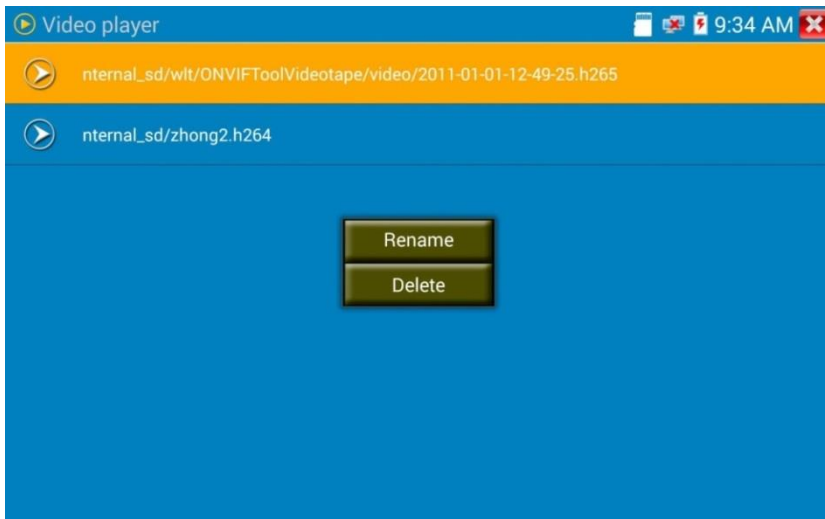 Video player 9:34 AM
nternal_sd/wlt/ONVIFToolVideotape/video/2011-01-01-12-49-25.h265
nternal_sd/zhong2.h264
Rename
Delete